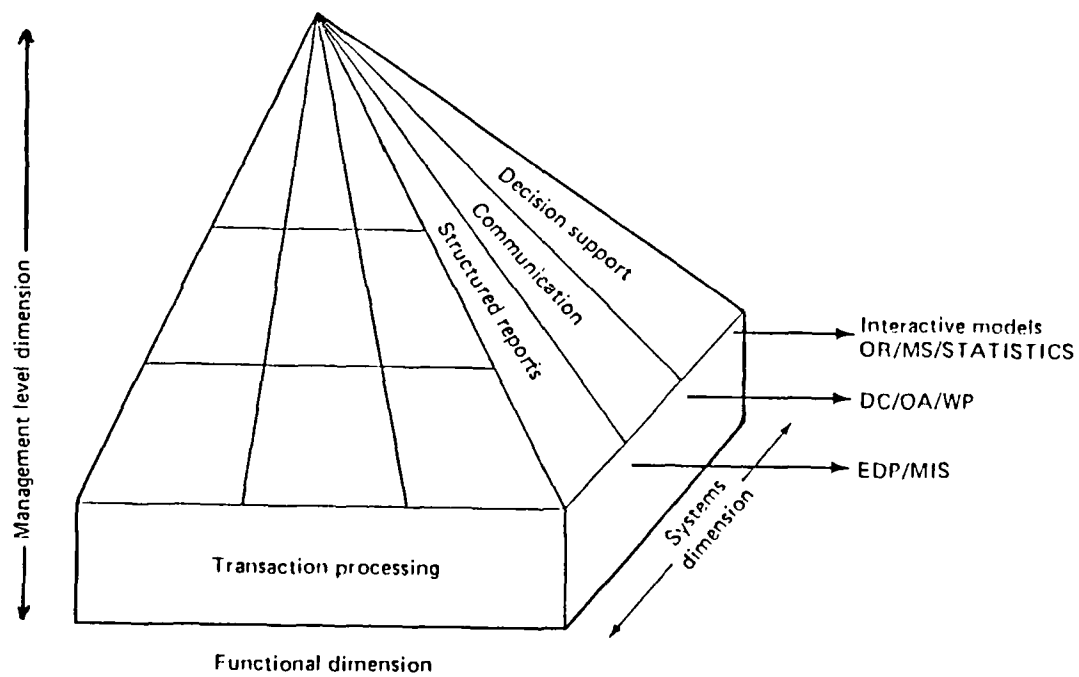 Management level dimension
Decision support
Communication
Structured reports
Interactive models
OR/MS/STATISTICS
DC/OA/WP
EDP/MIS
Systems
dimension
Transaction processing
Functional dimension